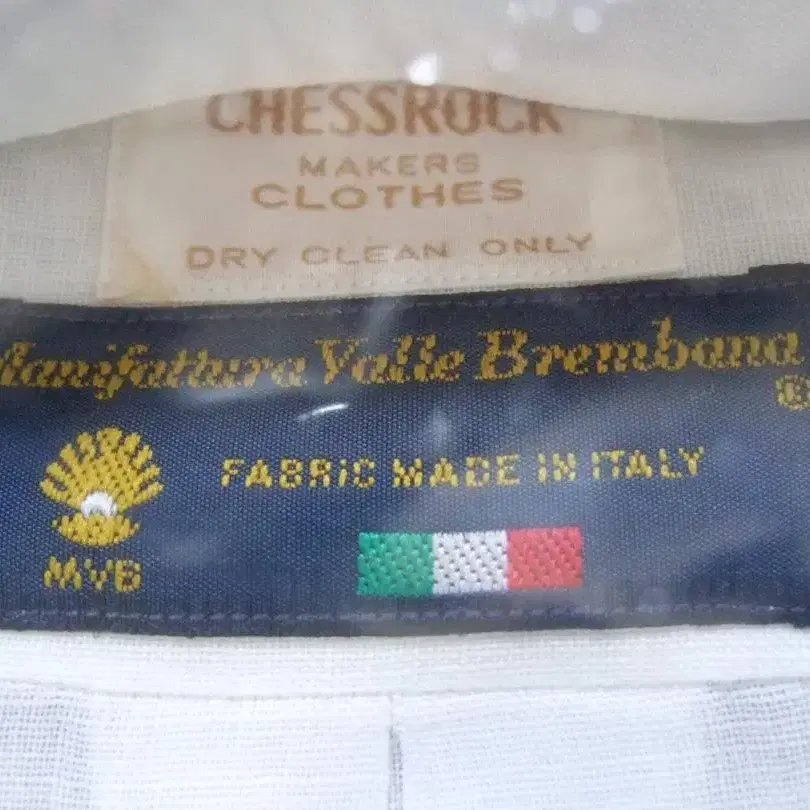 CHESSROCK
MAKERS
CLOTHES
DRY CLEAN ONLY
Manifattura Valle Brembana
®
FABRIC MADE IN ITALY
MVB